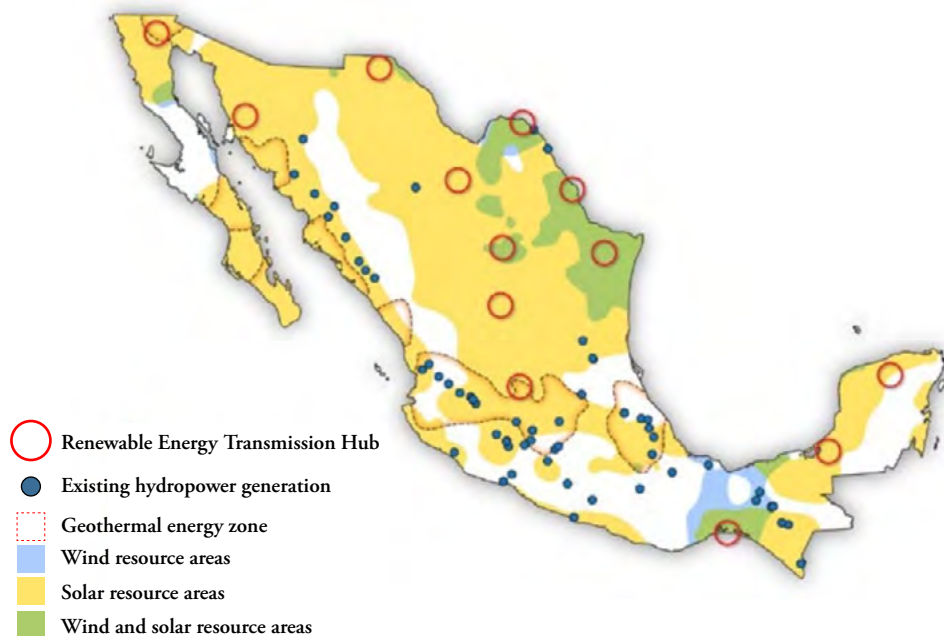 Renewable Energy Transmission Hub
Existing hydropower generation
Geothermal energy zone
Wind resource areas
Solar resource areas
Wind and solar resource areas